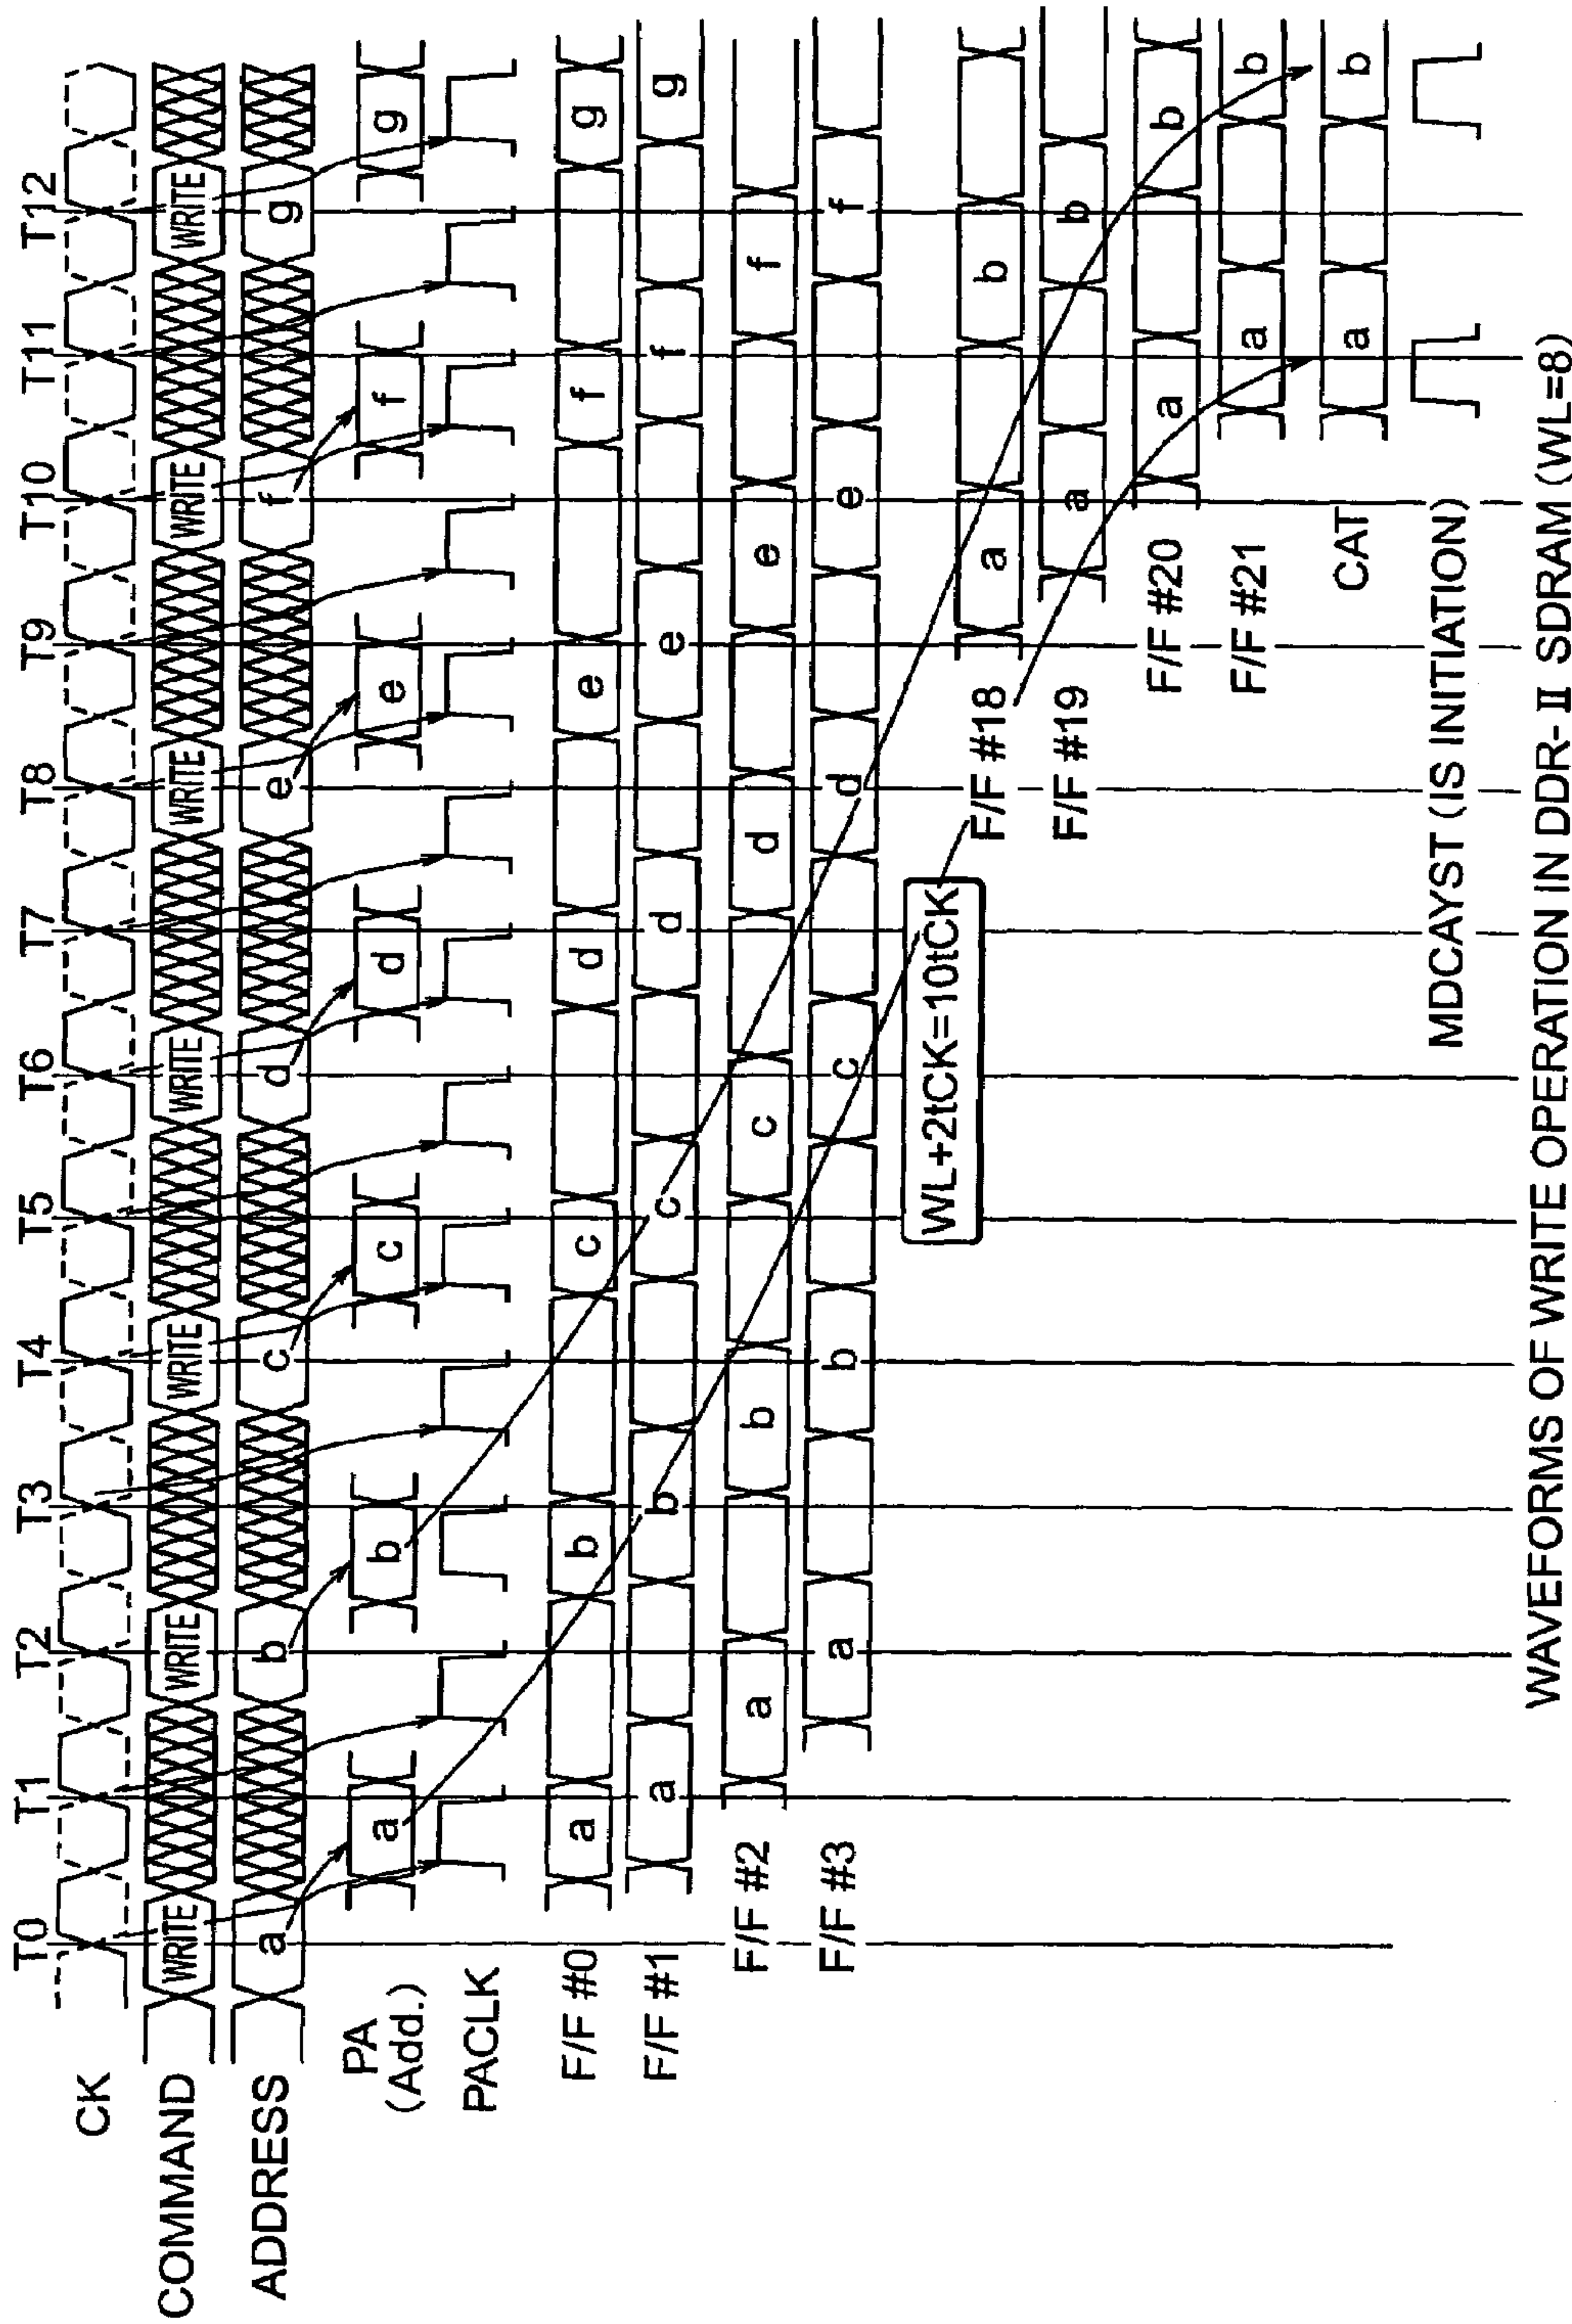 T0 T1 T2 T3 T4 T5 T6 T7 T8 T9 T10 T11 T12
CK
COMMAND WRITE WRITE WRITE WRITE WRITE WRITE WRITE
ADDRESS a b c d e f g
PA
(Add.) a b c d e f g
PACLK
F/F #0 a b c d e f g
F/F #1 a b c d e f g
F/F #2 a b c d e f
F/F #3 a b c d e f
WL+2tCK=10tCK
F/F #18 a b
F/F #19 a b
F/F #20 a b
F/F #21 a b
CAT a b
MDCAYST (IS INITIATION)
WAVEFORMS OF WRITE OPERATION IN DDR-II SDRAM (WL=8)